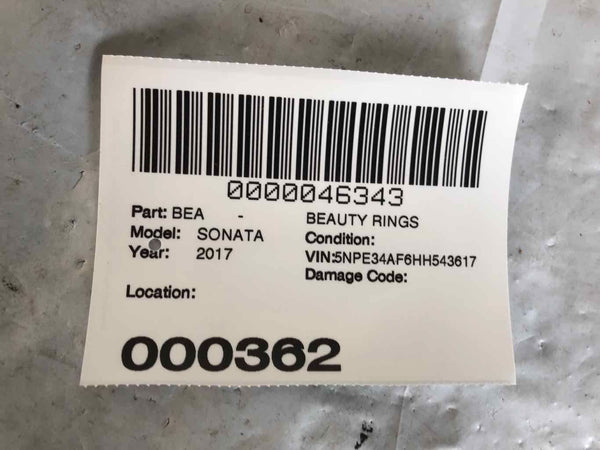 0000046343
Part: BEA - BEAUTY RINGS
Model: SONATA Condition:
Year: 2017 VIN:5NPE34AF6HH543617
Damage Code:
Location:
000362